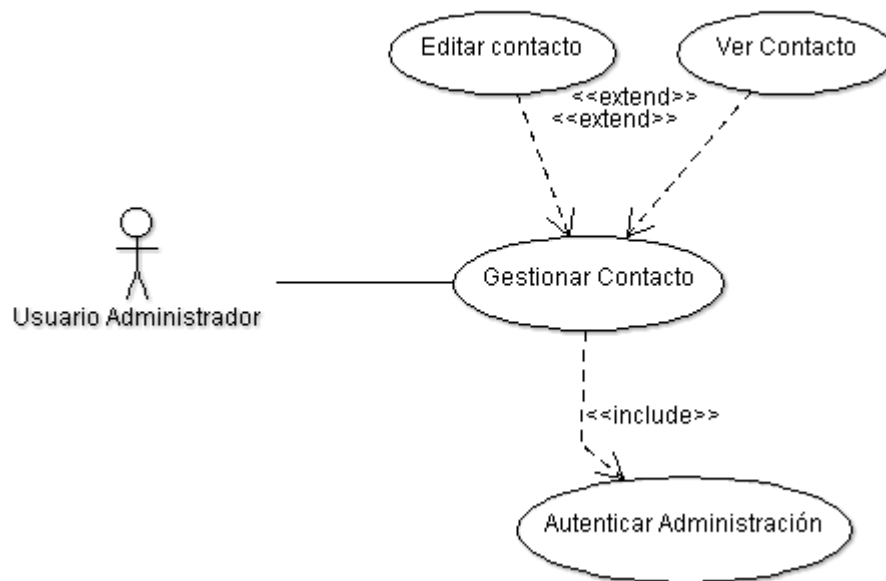 Editar contacto
Ver Contacto
<<extend>>
<<extend>>
Gestionar Contacto
Usuario Administrador
<<include>>
Autenticar Administración